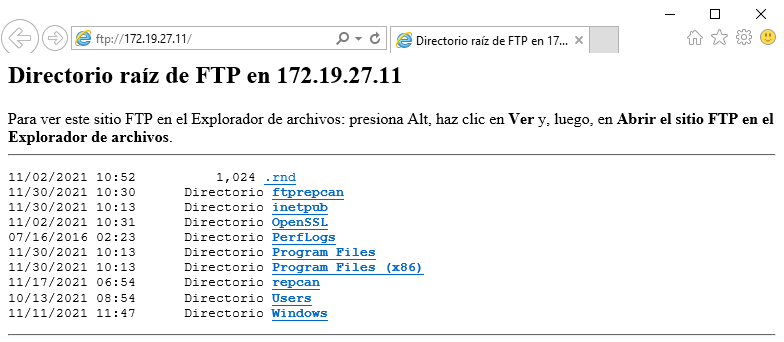 ftp://172.19.27.11/
Directorio raíz de FTP en 17...
Directorio raíz de FTP en 172.19.27.11
Para ver este sitio FTP en el Explorador de archivos: presiona Alt, haz clic en Ver y, luego, en Abrir el sitio FTP en el
Explorador de archivos.
11/02/2021 10:52 1,024 .rnd
11/30/2021 10:30 Directorio ftprepcan
11/30/2021 10:13 Directorio inetpub
11/02/2021 10:31 Directorio OpenSSL
07/16/2016 02:23 Directorio PerfLogs
11/30/2021 10:13 Directorio Program Files
11/30/2021 10:13 Directorio Program Files (x86)
11/17/2021 06:54 Directorio repcan
10/13/2021 08:54 Directorio Users
11/11/2021 11:47 Directorio Windows